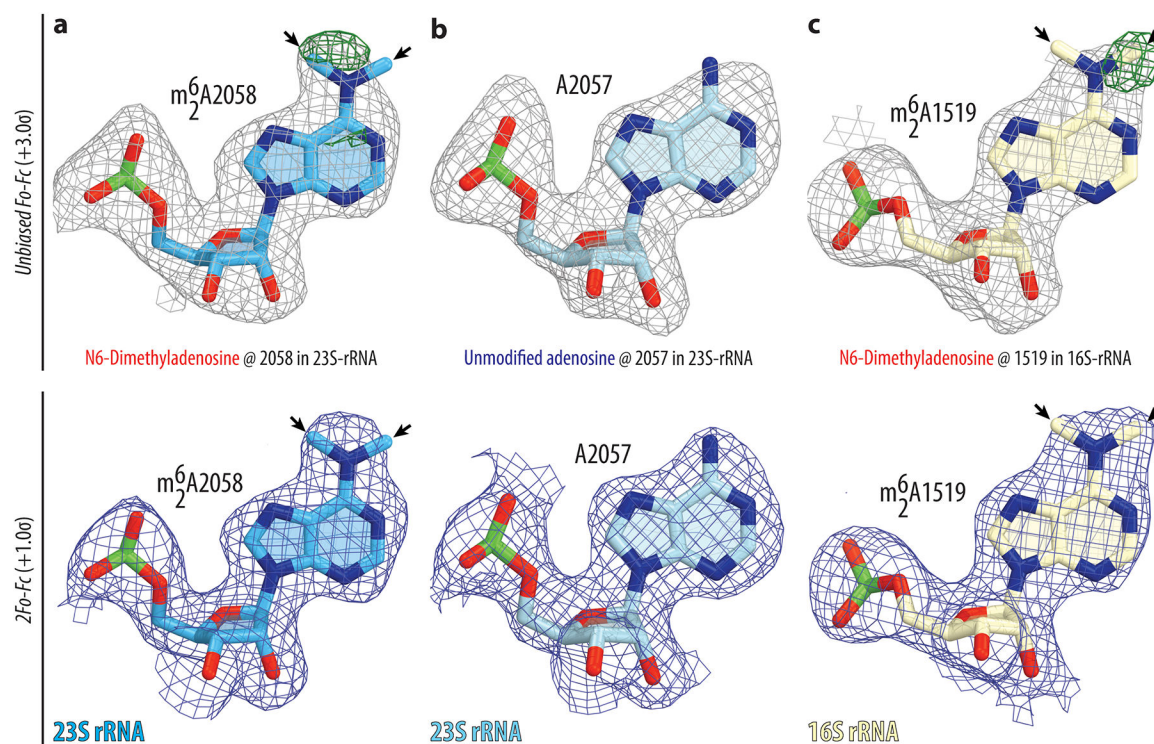 a
b
c
Unbiased Fo-Fc (+3.0σ)
m⁶₂A2058
A2057
m⁶₂A1519
N6-Dimethyladenosine @ 2058 in 23S-rRNA
Unmodified adenosine @ 2057 in 23S-rRNA
N6-Dimethyladenosine @ 1519 in 16S-rRNA
2Fo-Fc (+1.0σ)
m⁶₂A2058
A2057
m⁶₂A1519
23S rRNA
23S rRNA
16S rRNA